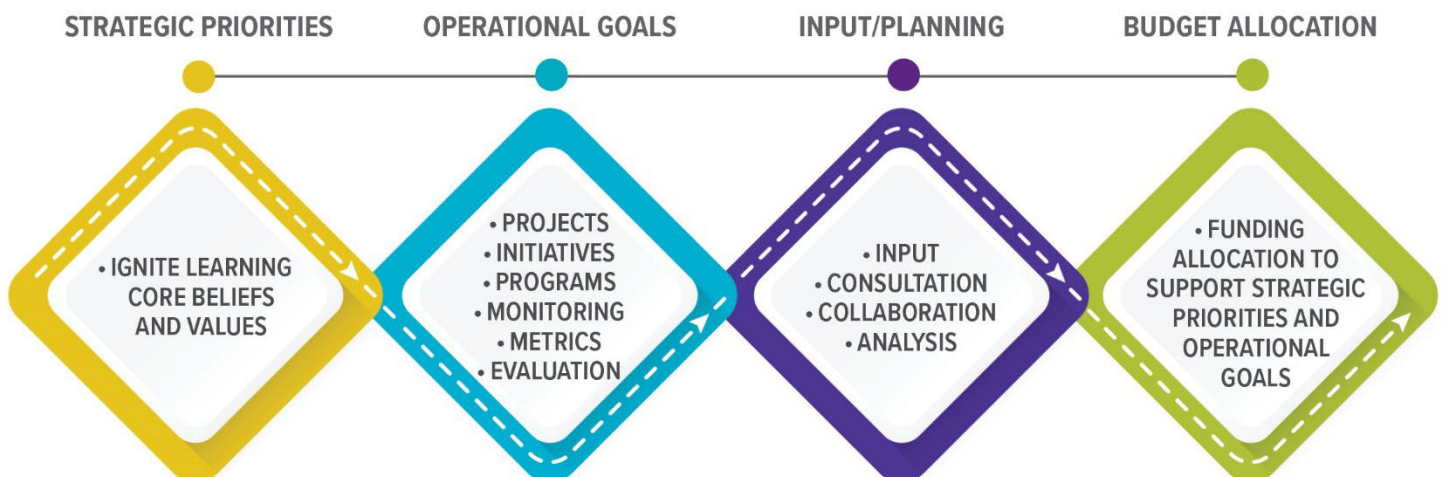 STRATEGIC PRIORITIES
OPERATIONAL GOALS
INPUT/PLANNING
BUDGET ALLOCATION
• IGNITE LEARNING
CORE BELIEFS
AND VALUES
• PROJECTS
• INITIATIVES
• PROGRAMS
• MONITORING
• METRICS
• EVALUATION
• INPUT
• CONSULTATION
• COLLABORATION
• ANALYSIS
• FUNDING
ALLOCATION TO
SUPPORT STRATEGIC
PRIORITIES AND
OPERATIONAL
GOALS